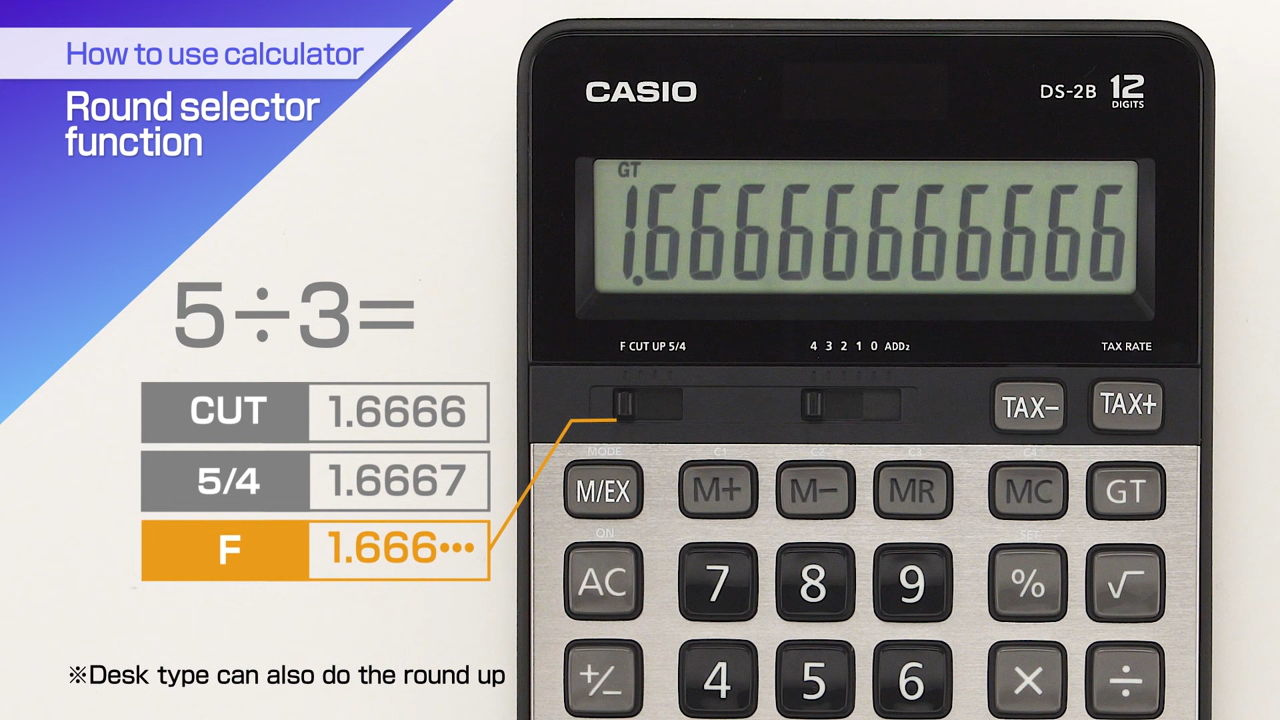 How to use calculator
Round selector
function
5÷3=
CUT 1.6666
5/4 1.6667
F 1.666•••
※Desk type can also do the round up
CASIO
DS-2B 12
DIGITS
GT
1.66666666666
F CUT UP 5/4
4 3 2 1 0 ADD2
TAX RATE
TAX− TAX+
MODE
M/EX M+ M− MR MC GT
ON
AC 7 8 9 % √
+/− 4 5 6 × ÷